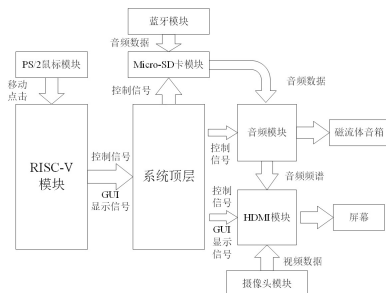 蓝牙模块
音频数据
PS/2鼠标模块
Micro-SD卡模块
音频数据
移动
点击
控制信号
RISC-V
模块
控制信号
GUI
显示信号
系统顶层
控制
信号
音频模块
磁流体音箱
音频频谱
控制
信号
GUI
显示
信号
HDMI模块
屏幕
视频数据
摄像头模块